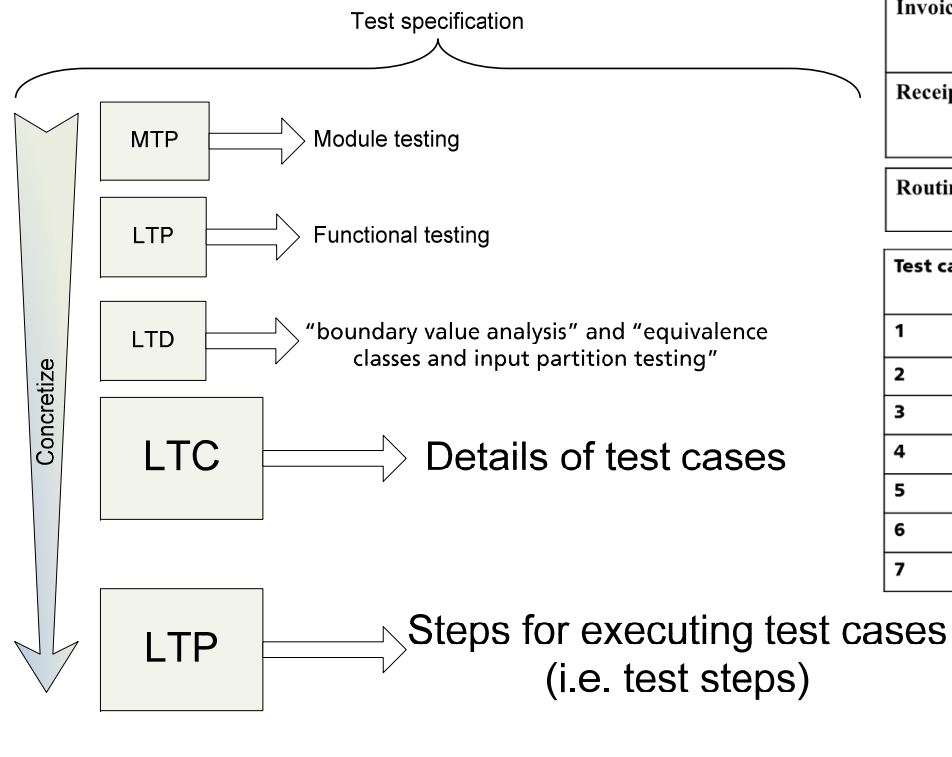 Test specification
MTP
Module testing
LTP
Functional testing
LTD
“boundary value analysis” and “equivalence
classes and input partition testing”
Concretize
LTC
Details of test cases
LTP
Steps for executing test cases
(i.e. test steps)
Test
1
2
3
4
5
6
7